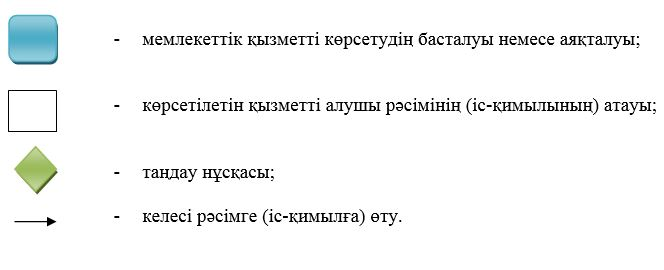 - мемлекеттік қызметті көрсетудің басталуы немесе аяқталуы;
- көрсетілетін қызметті алушы рәсімінің (іс-қимылының) атауы;
- таңдау нұсқасы;
- келесі рәсімге (іс-қимылға) өту.